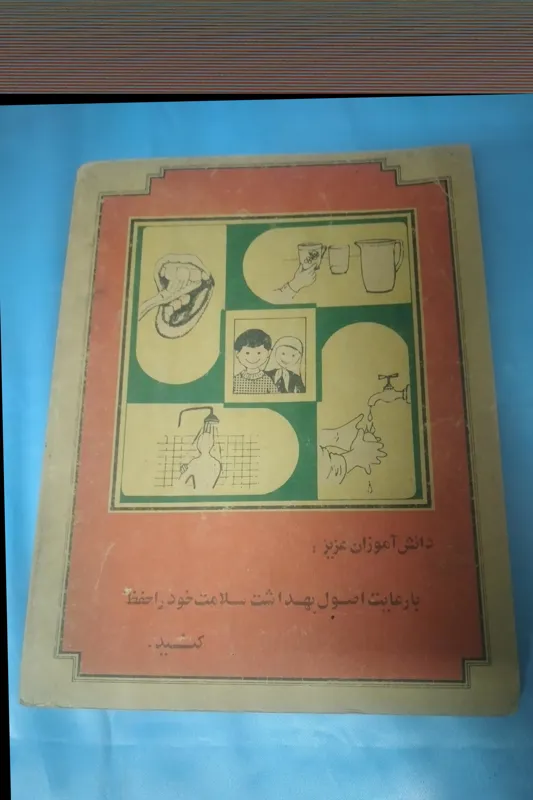 دانش‌آموزان عزیز :
با رعایت اصول بهداشت سلامت خود را حفظ
کنید .